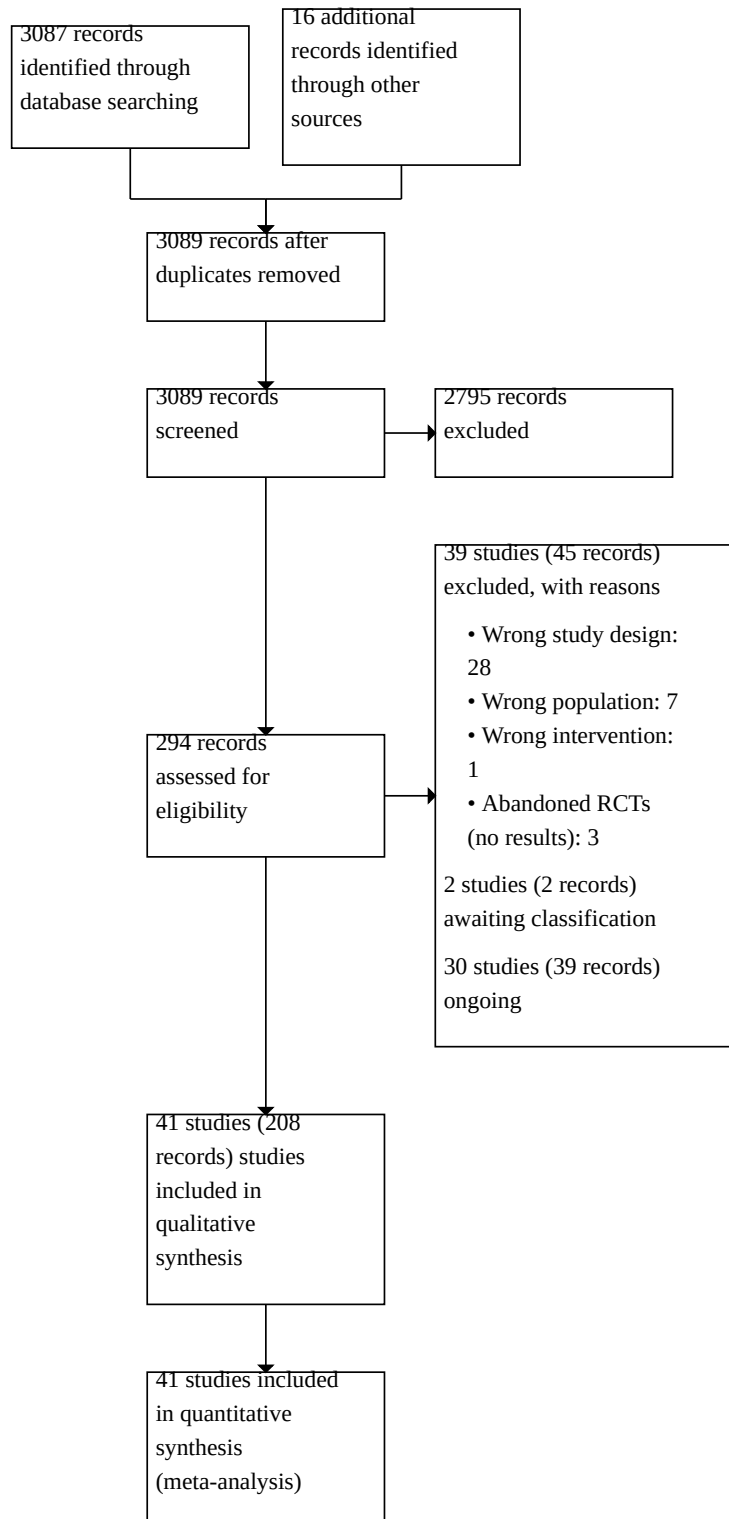 3087 records
identified through
database searching
16 additional
records identified
through other
sources
3089 records after
duplicates removed
3089 records
screened
2795 records
excluded
39 studies (45 records)
excluded, with reasons
• Wrong study design:
28
• Wrong population: 7
• Wrong intervention:
1
• Abandoned RCTs
(no results): 3
2 studies (2 records)
awaiting classification
30 studies (39 records)
ongoing
294 records
assessed for
eligibility
41 studies (208
records) studies
included in
qualitative
synthesis
41 studies included
in quantitative
synthesis
(meta-analysis)